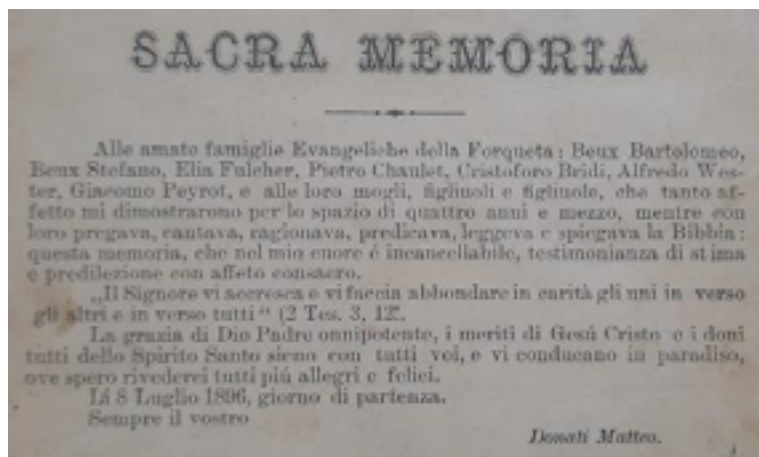 SACRA MEMORIA
Alle amate famiglie Evangeliche della Forqueta: Beux Bartolomeo,
Beux Stefano, Elia Fulcher, Pietro Chaulet, Cristoforo Bridi, Alfredo Wes-
ter, Giacomo Peyrot, e alle loro mogli, figliuoli e figliuole, che tanto af-
fetto mi dimostrarono per lo spazio di quattro anni e mezzo, mentre con
loro pregava, cantava, ragionava, predicava, leggeva e spiegava la Bibbia:
questa memoria, che nel mio cuore é incancellabile, testimonianza di stima
e predilezione con affeto consacro.
„Il Signore vi accresca e vi faccia abbondare in carità gli uni in verso
gli altri e in verso tutti“ (2 Tes. 3, 12.
La grazia di Dio Padre onnipotente, i meriti di Gesú Cristo e i doni
tutti dello Spirito Santo sieno con tutti voi, e vi conducano in paradiso,
ove spero rivederci tutti piú allegri e felici.
Lí 8 Luglio 1896, giorno di partenza.
Sempre il vostro
Donati Matteo.